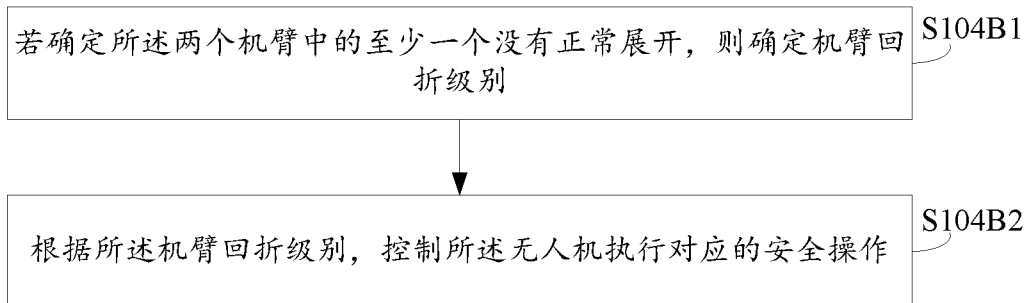 若确定所述两个机臂中的至少一个没有正常展开，则确定机臂回
折级别
S104B1
根据所述机臂回折级别，控制所述无人机执行对应的安全操作
S104B2